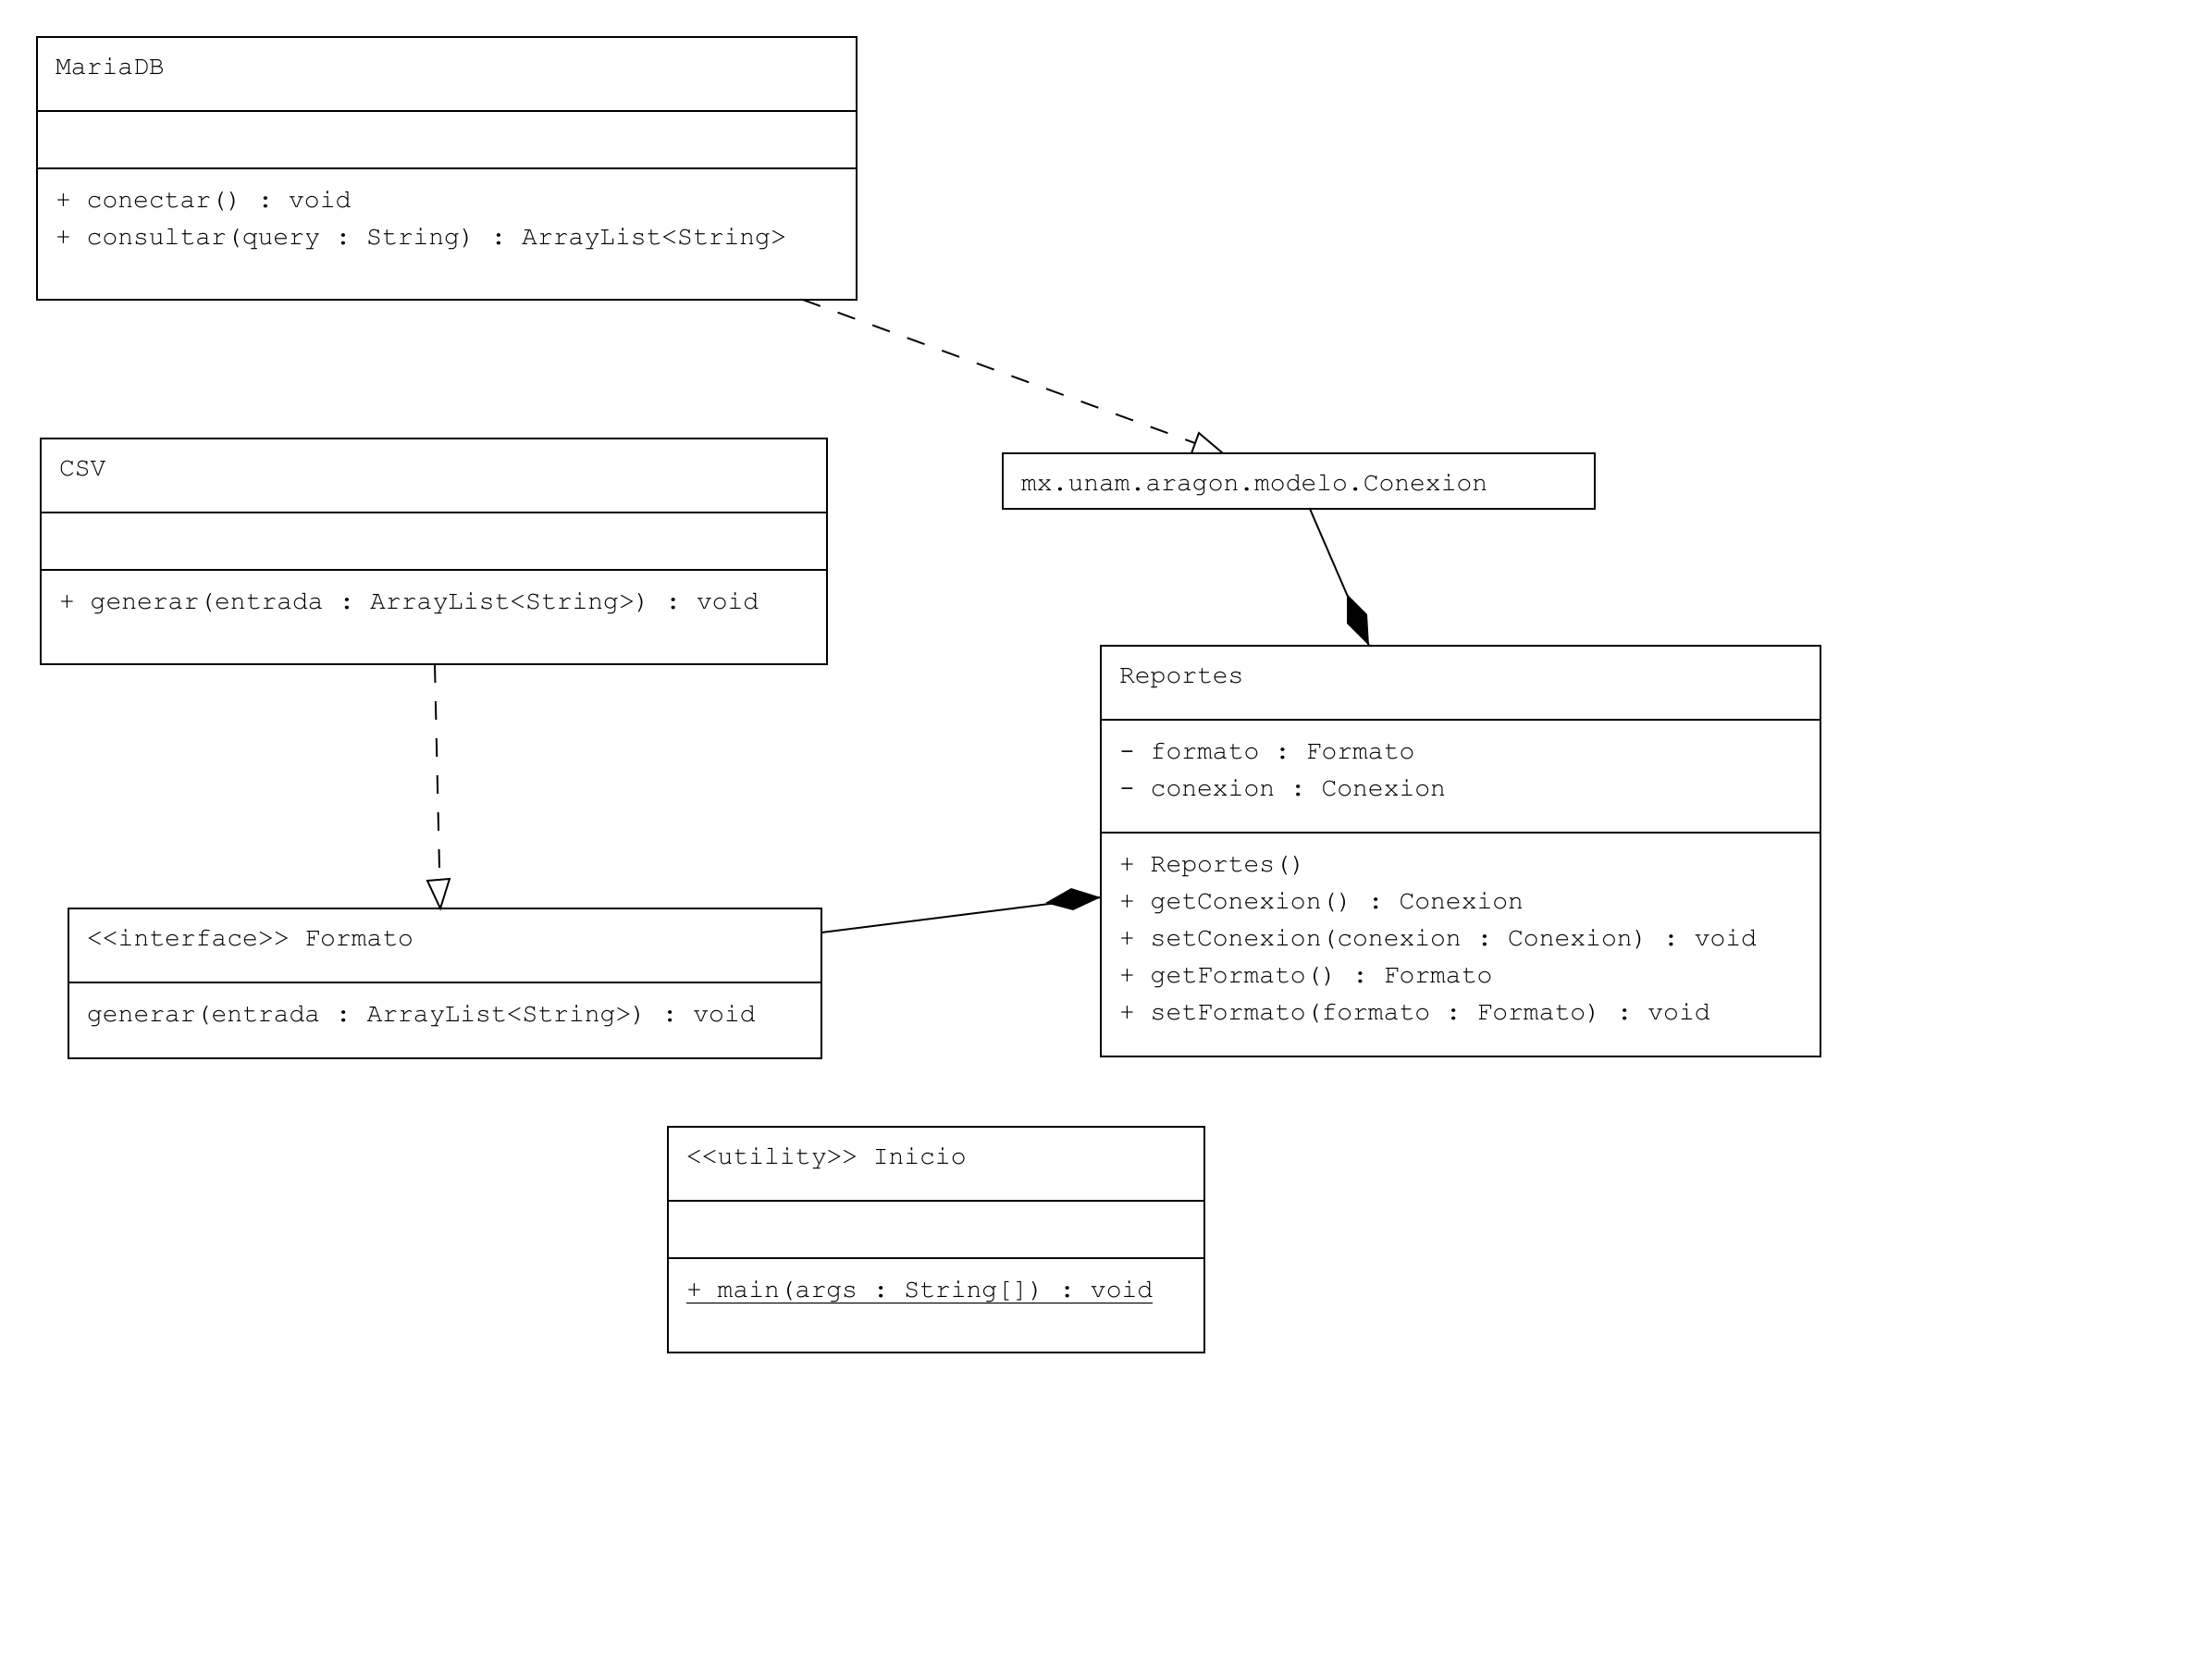 MariaDB
+ conectar() : void
+ consultar(query : String) : ArrayList<String>
CSV
+ generar(entrada : ArrayList<String>) : void
mx.unam.aragon.modelo.Conexion
Reportes
- formato : Formato
- conexion : Conexion
+ Reportes()
+ getConexion() : Conexion
+ setConexion(conexion : Conexion) : void
+ getFormato() : Formato
+ setFormato(formato : Formato) : void
<<interface>> Formato
generar(entrada : ArrayList<String>) : void
<<utility>> Inicio
+ main(args : String[]) : void